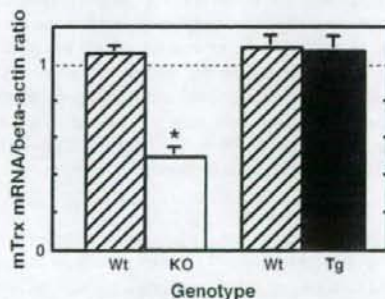 mTrx mRNA/beta-actin ratio
1
*
0
Wt KO Wt Tg
Genotype